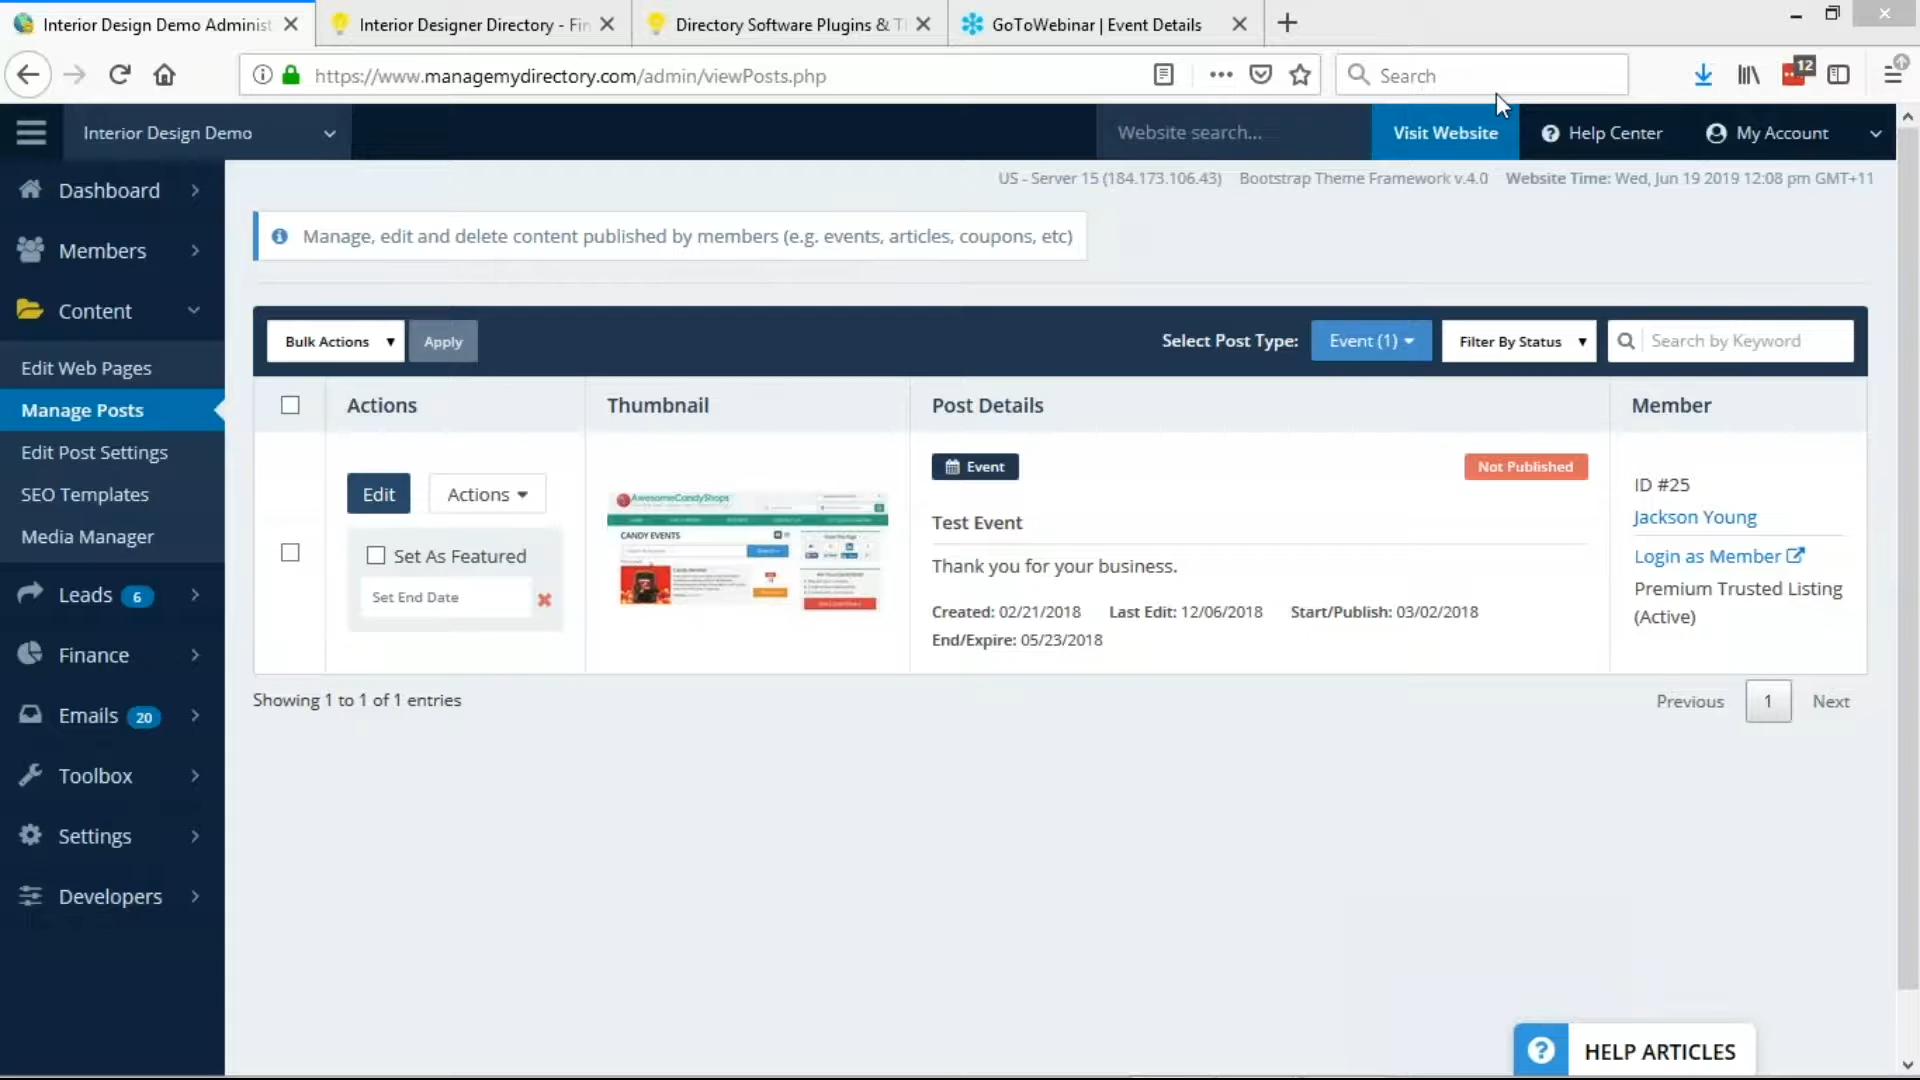 Interior Design Demo Administ
Interior Designer Directory - Fin
Directory Software Plugins & T
GoToWebinar | Event Details
https://www.managemydirectory.com/admin/viewPosts.php
Search
12
Interior Design Demo
Website search...
Visit Website
Help Center
My Account
US - Server 15 (184.173.106.43) Bootstrap Theme Framework v.4.0 Website Time: Wed, Jun 19 2019 12:08 pm GMT+11
Dashboard
Members
Content
Edit Web Pages
Manage Posts
Edit Post Settings
SEO Templates
Media Manager
Leads 6
Finance
Emails 20
Toolbox
Settings
Developers
Manage, edit and delete content published by members (e.g. events, articles, coupons, etc)
Bulk Actions
Apply
Select Post Type:
Event (1)
Filter By Status
Search by Keyword
Actions
Thumbnail
Post Details
Member
Edit
Actions
Set As Featured
Set End Date
AwesomeCandyShops
CANDY EVENTS
Event
Not Published
Test Event
Thank you for your business.
Created: 02/21/2018 Last Edit: 12/06/2018 Start/Publish: 03/02/2018
End/Expire: 05/23/2018
ID #25
Jackson Young
Login as Member
Premium Trusted Listing
(Active)
Showing 1 to 1 of 1 entries
Previous
1
Next
? HELP ARTICLES